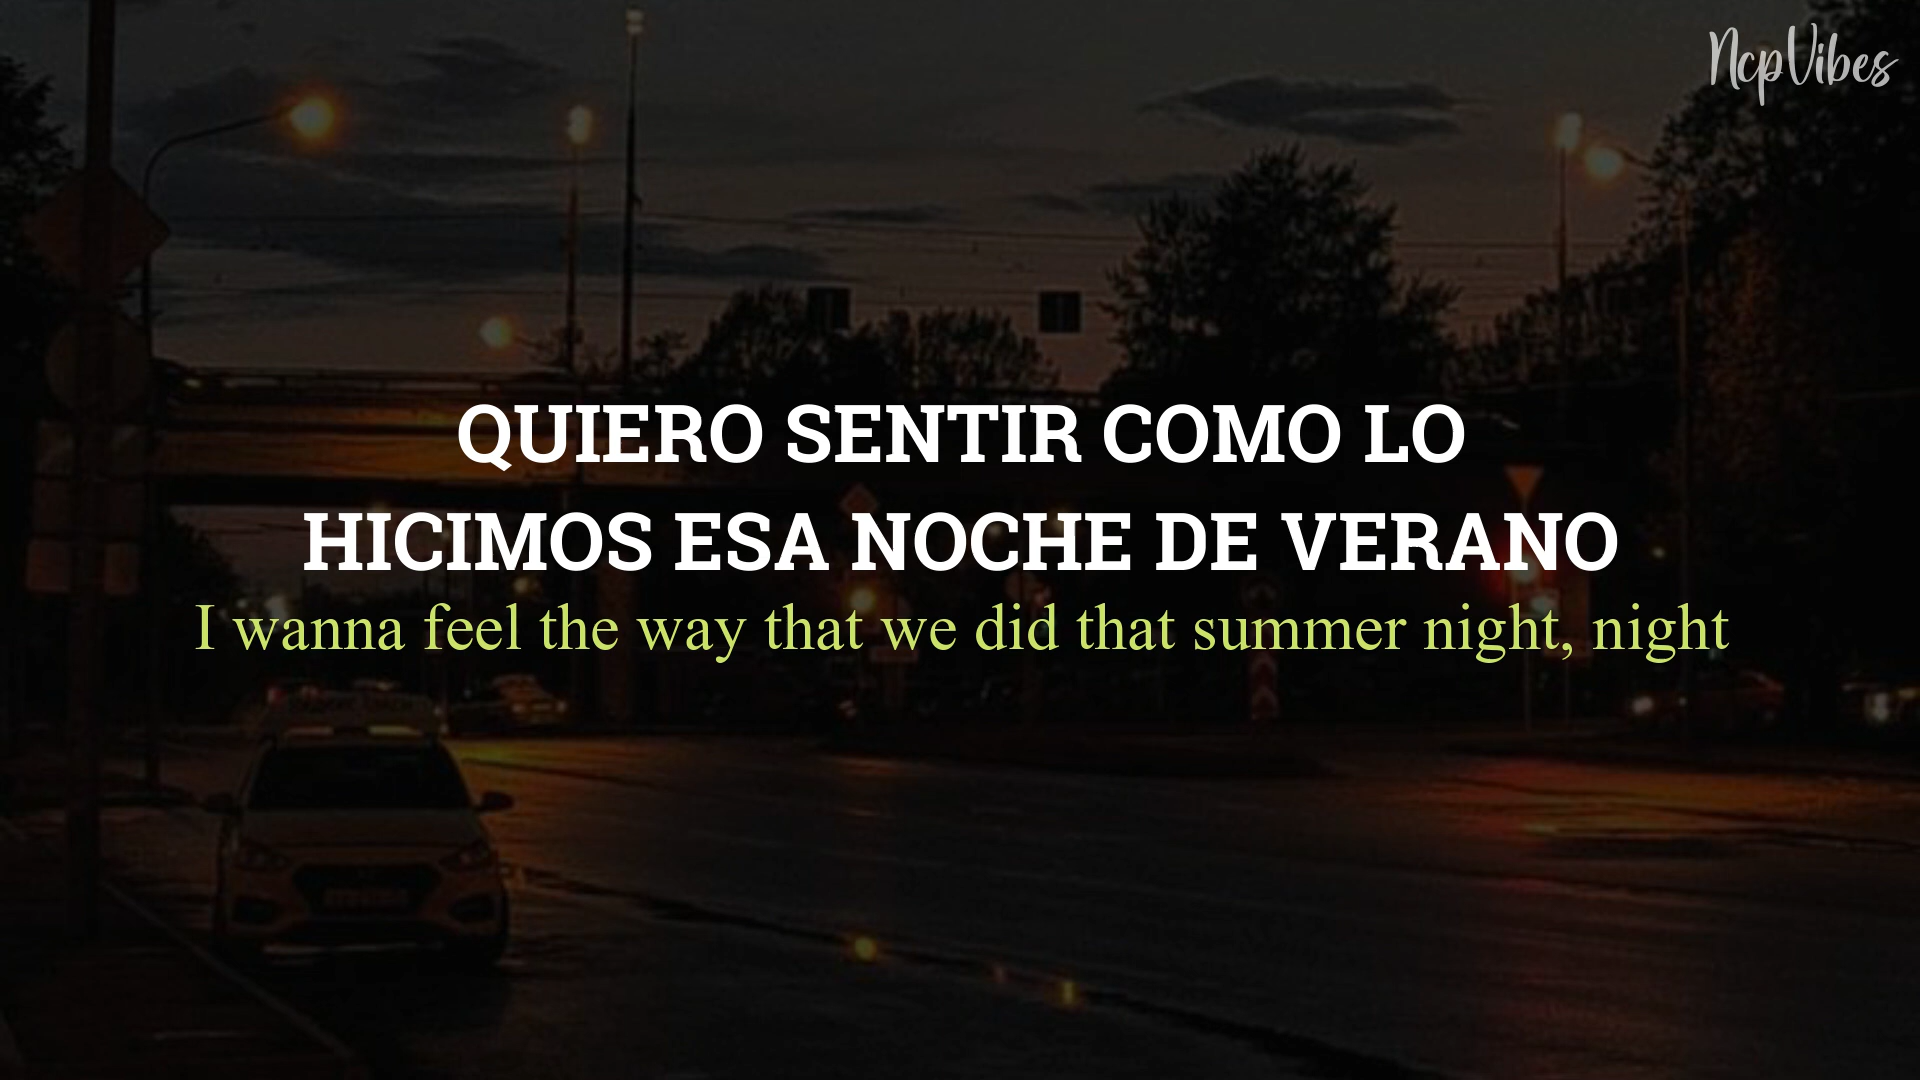 NcpVibes
QUIERO SENTIR COMO LO
HICIMOS ESA NOCHE DE VERANO
I wanna feel the way that we did that summer night, night